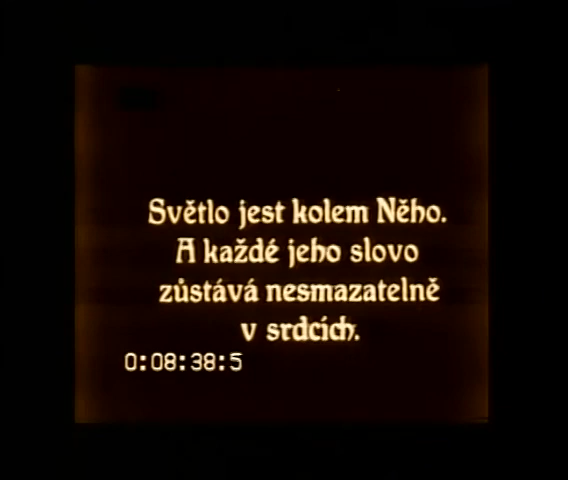 Světlo jest kolem Něho.
A každé jeho slovo
zůstává nesmazatelně
v srdcích.
0:08:38:5